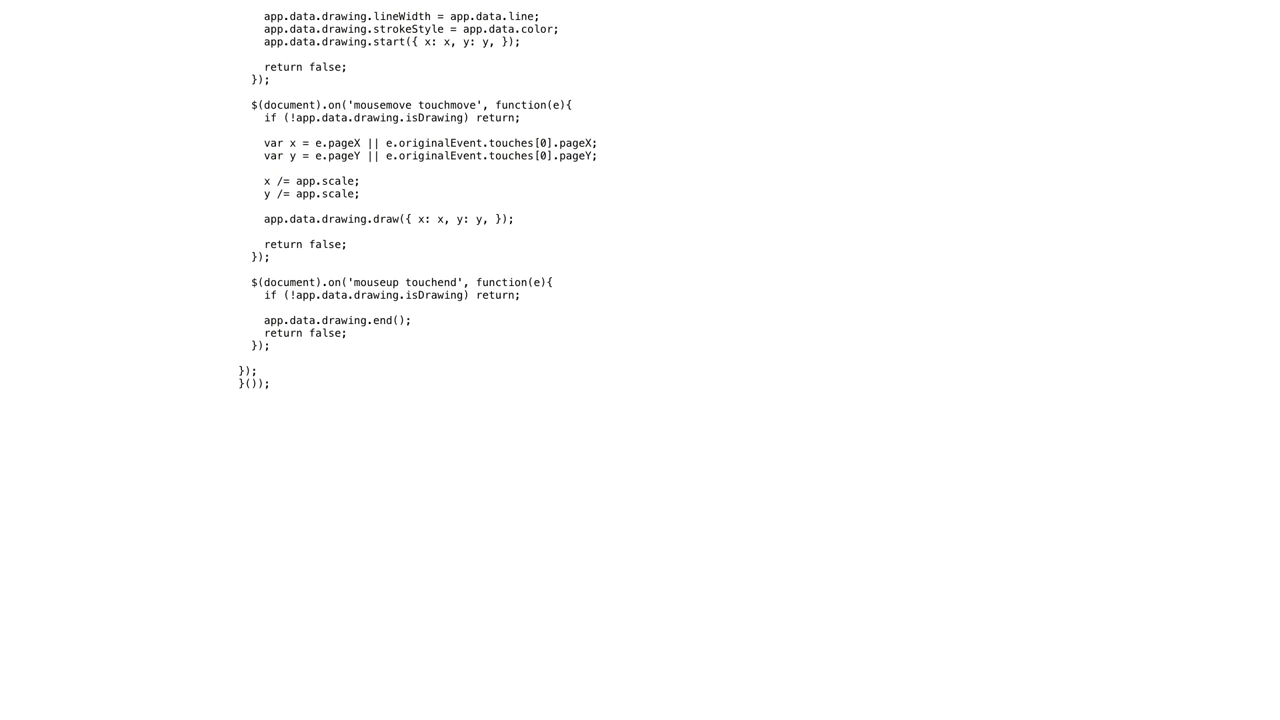 app.data.drawing.lineWidth = app.data.line;
app.data.drawing.strokeStyle = app.data.color;
app.data.drawing.start({ x: x, y: y, });
return false;
});
$(document).on('mousemove touchmove', function(e){
if (!app.data.drawing.isDrawing) return;
var x = e.pageX || e.originalEvent.touches[0].pageX;
var y = e.pageY || e.originalEvent.touches[0].pageY;
x /= app.scale;
y /= app.scale;
app.data.drawing.draw({ x: x, y: y, });
return false;
});
$(document).on('mouseup touchend', function(e){
if (!app.data.drawing.isDrawing) return;
app.data.drawing.end();
return false;
});
});
}());